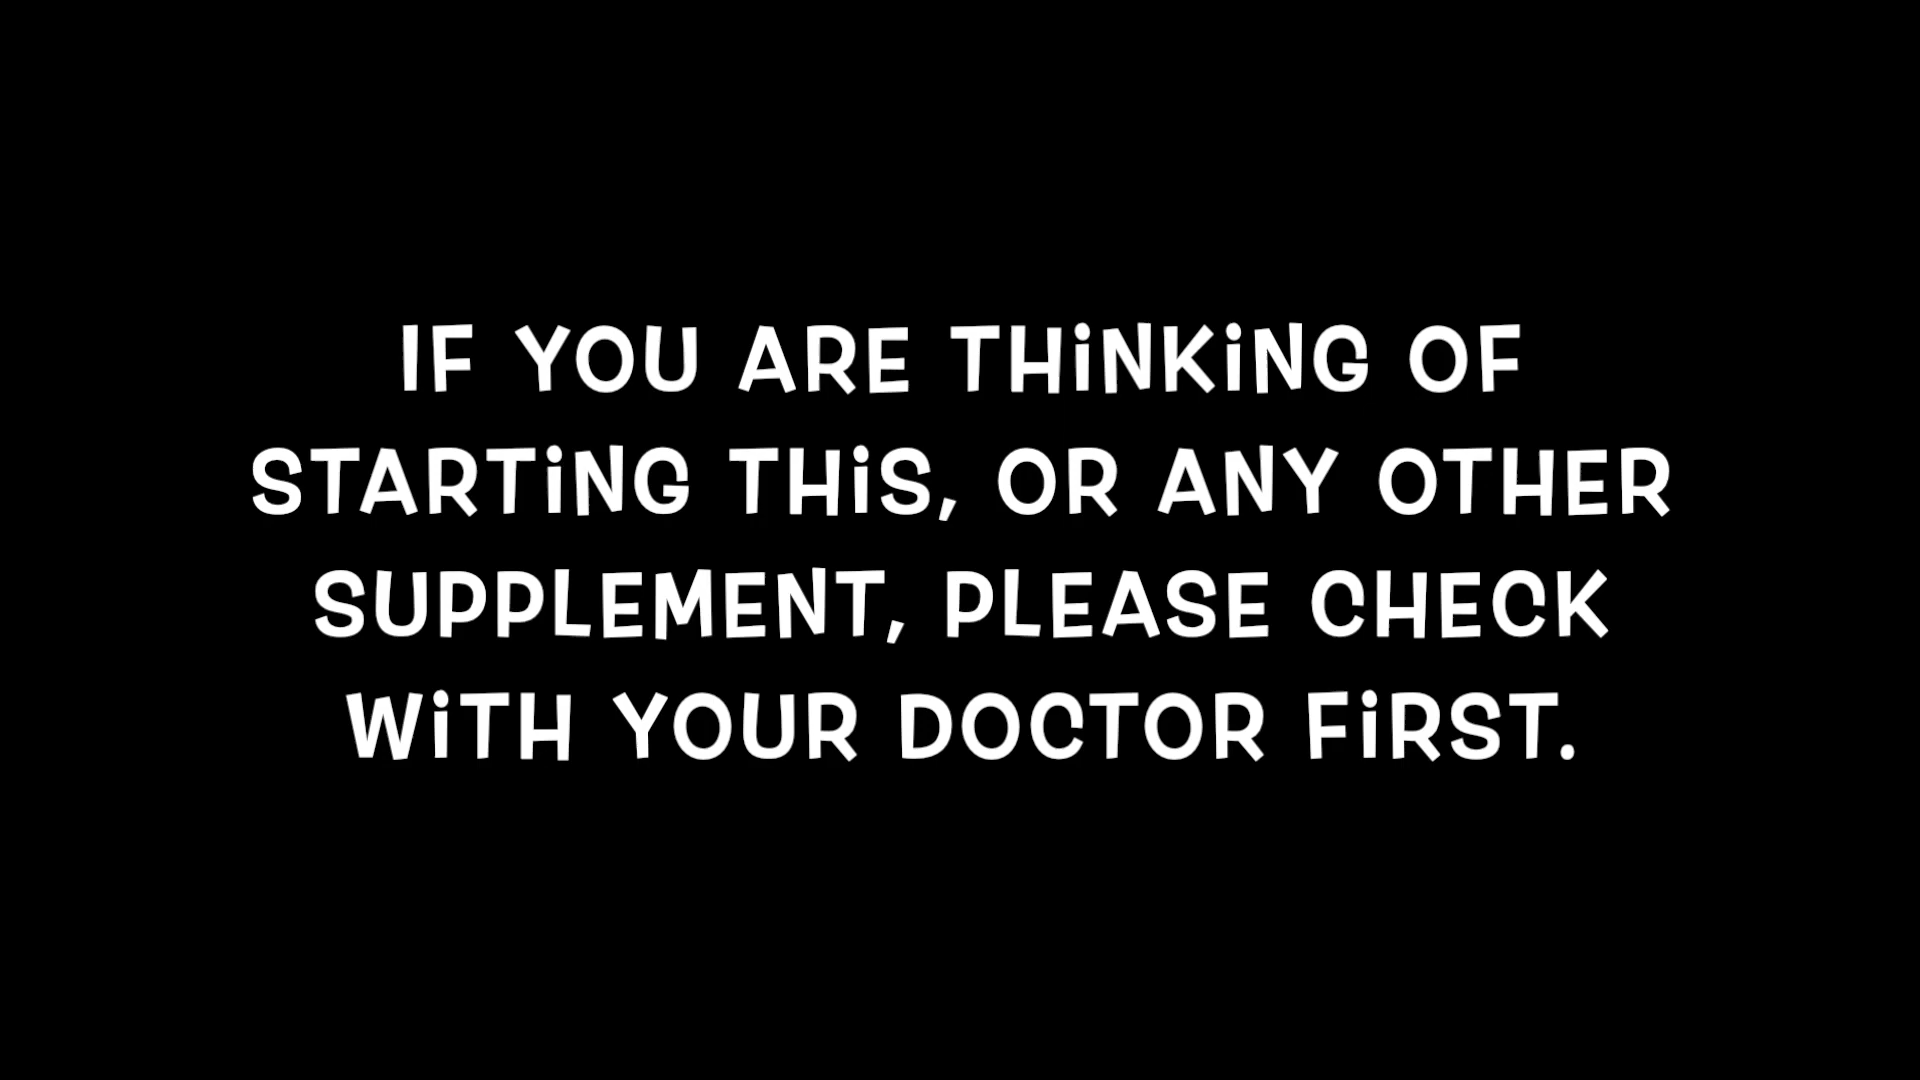 IF YOU ARE THiNKiNG OF
STARTiNG THiS, OR ANY OTHER
SUPPLEMENT, PLEASE CHECK
WiTH YOUR DOCTOR FiRST.